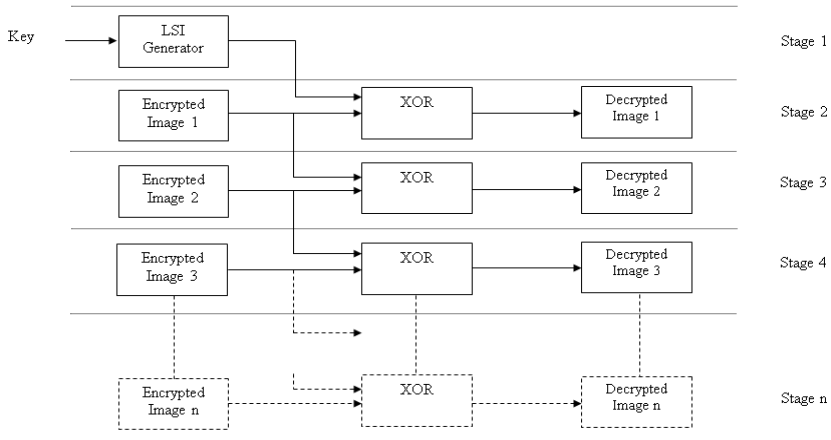 Key
LSI
Generator
Stage 1
Encrypted
Image 1
XOR
Decrypted
Image 1
Stage 2
Encrypted
Image 2
XOR
Decrypted
Image 2
Stage 3
Encrypted
Image 3
XOR
Decrypted
Image 3
Stage 4
Encrypted
Image n
XOR
Decrypted
Image n
Stage n